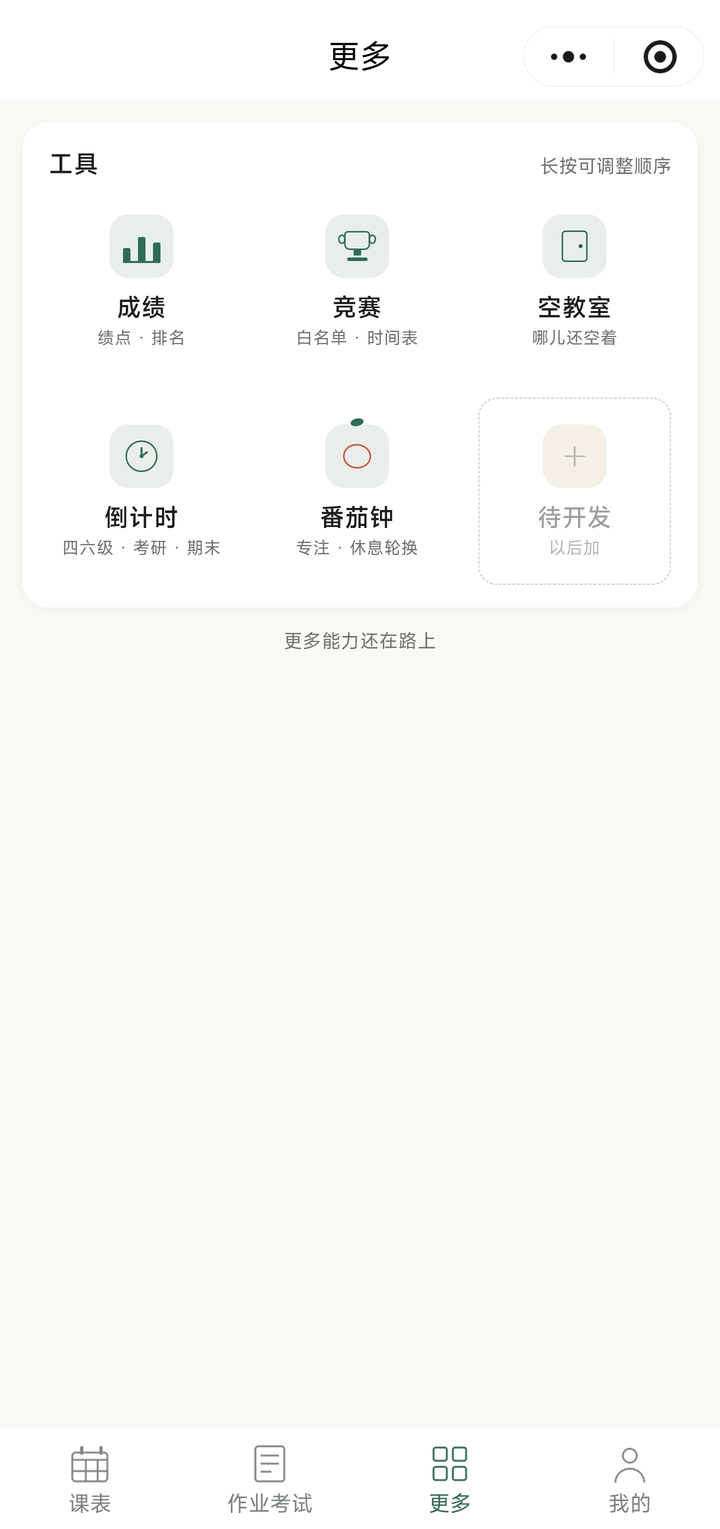 更多
工具
长按可调整顺序
成绩
绩点 · 排名
竞赛
白名单 · 时间表
空教室
哪儿还空着
倒计时
四六级 · 考研 · 期末
番茄钟
专注 · 休息轮换
待开发
以后加
更多能力还在路上
课表
作业考试
更多
我的